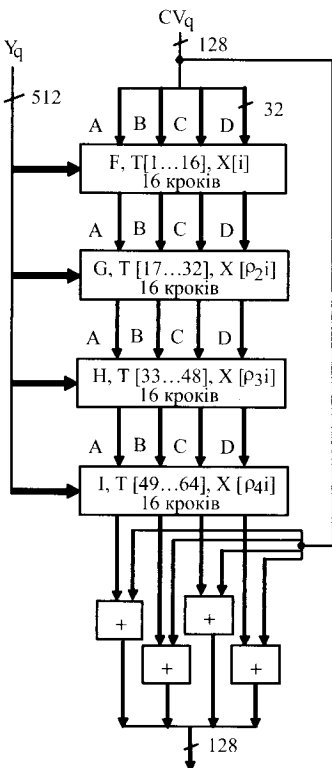 CVq
Yq
128
512
32
A B C D
F, T[1...16], X[i]
16 кроків
A B C D
G, T [17...32], X [ρ2i]
16 кроків
A B C D
H, T [33...48], X [ρ3i]
16 кроків
A B C D
I, T [49...64], X [ρ4i]
16 кроків
+ +
+ +
128